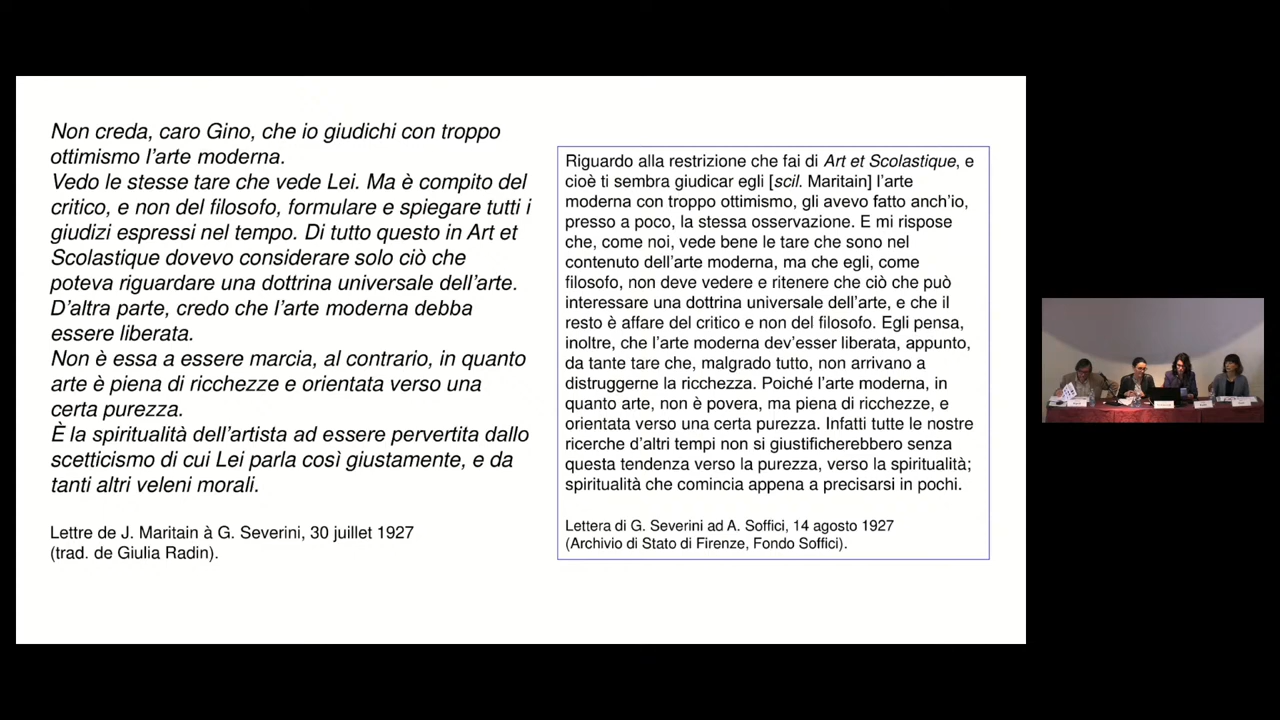 Non creda, caro Gino, che io giudichi con troppo
ottimismo l'arte moderna.
Vedo le stesse tare che vede Lei. Ma è compito del
critico, e non del filosofo, formulare e spiegare tutti i
giudizi espressi nel tempo. Di tutto questo in Art et
Scolastique dovevo considerare solo ciò che
poteva riguardare una dottrina universale dell'arte.
D'altra parte, credo che l'arte moderna debba
essere liberata.
Non è essa a essere marcia, al contrario, in quanto
arte è piena di ricchezze e orientata verso una
certa purezza.
È la spiritualità dell'artista ad essere pervertita dallo
scetticismo di cui Lei parla così giustamente, e da
tanti altri veleni morali.
Lettre de J. Maritain à G. Severini, 30 juillet 1927
(trad. de Giulia Radin).
Riguardo alla restrizione che fai di Art et Scolastique, e
cioè ti sembra giudicar egli [scil. Maritain] l'arte
moderna con troppo ottimismo, gli avevo fatto anch'io,
presso a poco, la stessa osservazione. E mi rispose
che, come noi, vede bene le tare che sono nel
contenuto dell'arte moderna, ma che egli, come
filosofo, non deve vedere e ritenere che ciò che può
interessare una dottrina universale dell'arte, e che il
resto è affare del critico e non del filosofo. Egli pensa,
inoltre, che l'arte moderna dev'esser liberata, appunto,
da tante tare che, malgrado tutto, non arrivano a
distruggerne la ricchezza. Poiché l'arte moderna, in
quanto arte, non è povera, ma piena di ricchezze, e
orientata verso una certa purezza. Infatti tutte le nostre
ricerche d'altri tempi non si giustificherebbero senza
questa tendenza verso la purezza, verso la spiritualità;
spiritualità che comincia appena a precisarsi in pochi.
Lettera di G. Severini ad A. Soffici, 14 agosto 1927
(Archivio di Stato di Firenze, Fondo Soffici).